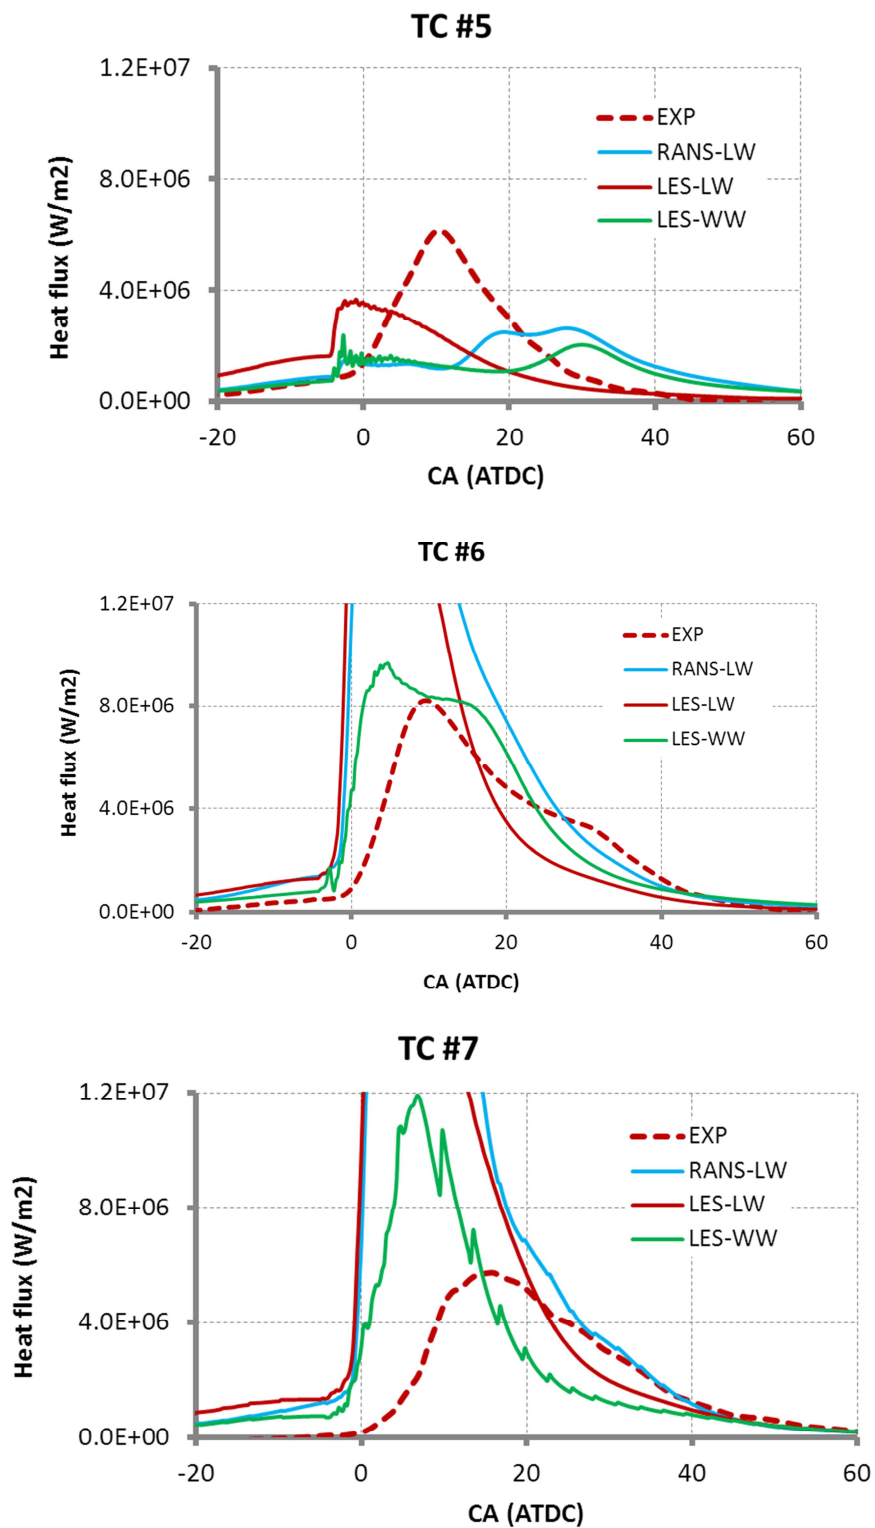 TC #5
1.2E+07
8.0E+06
4.0E+06
0.0E+00
Heat flux (W/m2)
EXP
RANS-LW
LES-LW
LES-WW
-20 0 20 40 60
CA (ATDC)
TC #6
1.2E+07
8.0E+06
4.0E+06
0.0E+00
Heat flux (W/m2)
EXP
RANS-LW
LES-LW
LES-WW
-20 0 20 40 60
CA (ATDC)
TC #7
1.2E+07
8.0E+06
4.0E+06
0.0E+00
Heat flux (W/m2)
EXP
RANS-LW
LES-LW
LES-WW
-20 0 20 40 60
CA (ATDC)